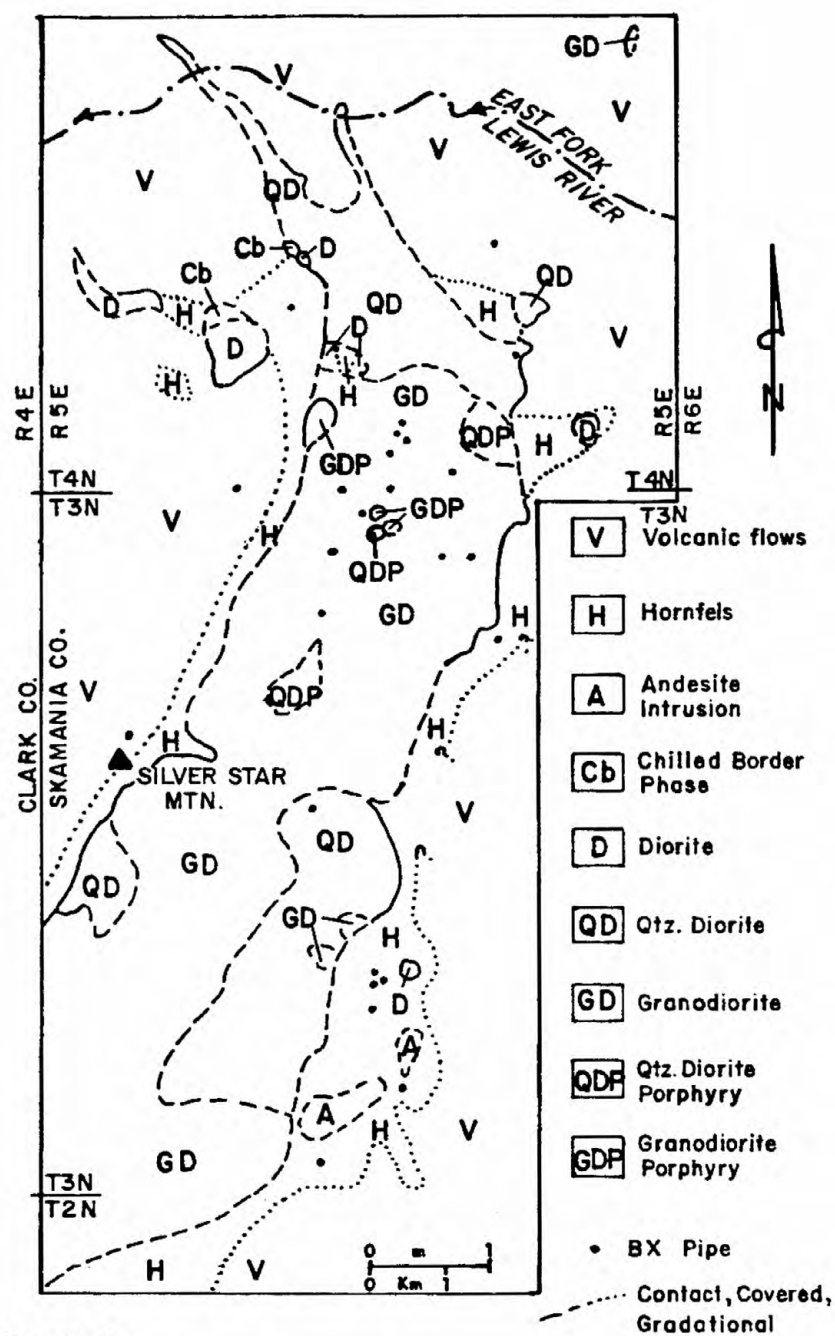 GD
V
EAST FORK
LEWIS RIVER
V
V
V
QD
Cb
D
Cb
D
H
D
H
QD
D
H
H
QD
V
GD
R4E
R5E
R5E
R6E
GDP
QDP
H
D
N
T4N
T3N
T4N
T3N
V
H
GDP
QDP
GD
H
QDP
H
V
V
CLARK CO.
SKAMANIA CO.
V
H
SILVER STAR
MTN.
QD
GD
QD
GD
H
D
A
A
H
V
GD
T3N
T2N
H
V
0 m 1
0 Km 1
V Volcanic flows
H Hornfels
A Andesite
Intrusion
Cb Chilled Border
Phase
D Diorite
QD Qtz. Diorite
GD Granodiorite
QDP Qtz. Diorite
Porphyry
GDP Granodiorite
Porphyry
BX Pipe
Contact, Covered,
Gradational